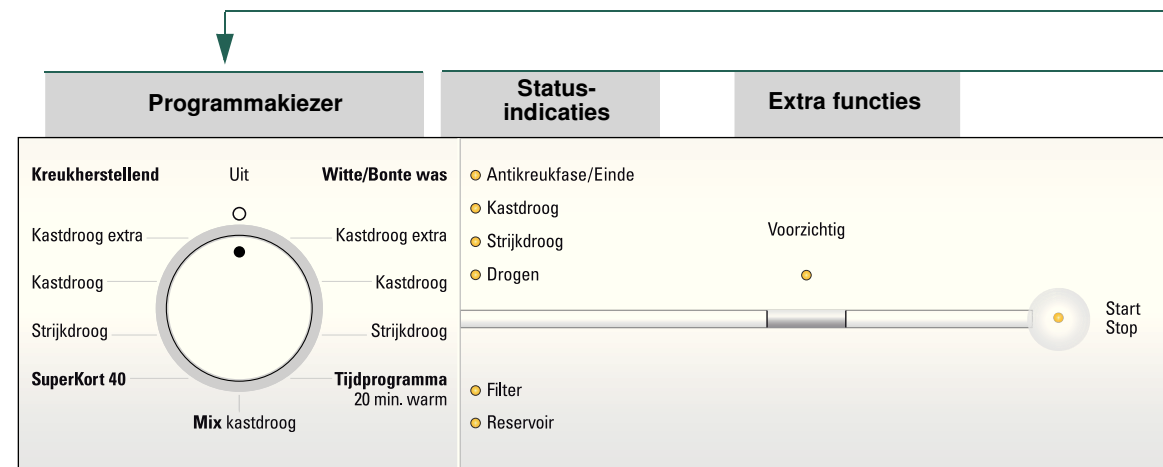 Programmakiezer
Status-
indicaties
Extra functies
Kreukherstellend
Uit
Witte/Bonte was
Kastdroog extra
Kastdroog extra
Kastdroog
Kastdroog
Strijkdroog
Strijkdroog
SuperKort 40
Tijdprogramma
20 min. warm
Mix kastdroog
Antikreukfase/Einde
Kastdroog
Strijkdroog
Drogen
Voorzichtig
Start
Stop
Filter
Reservoir